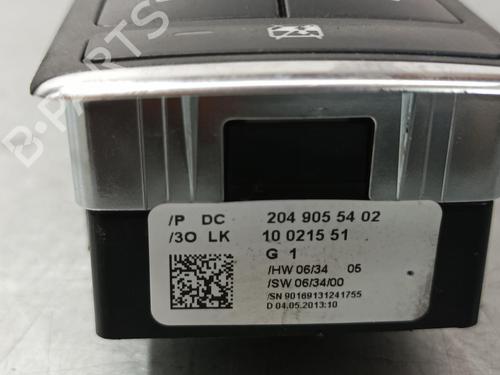 B-PARTS
/P DC 204 905 54 02
/3O LK 10 0215 51
G 1
/HW 06/34 05
/SW 06/34/00
/SN 90169131241755
D 04.05.2013:10